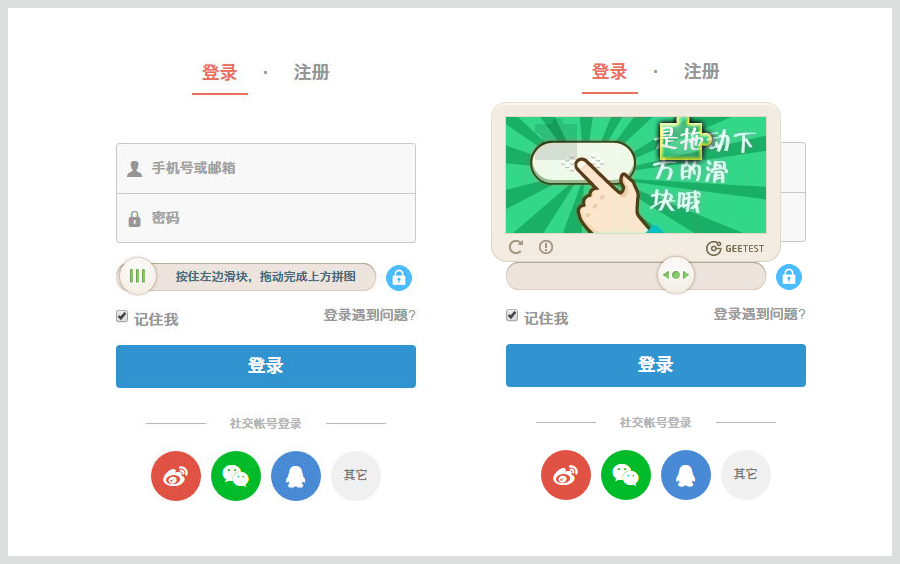 登录 · 注册
手机号或邮箱
密码
按住左边滑块，拖动完成上方拼图
记住我
登录遇到问题?
登录
社交帐号登录
其它
登录 · 注册
是拖动下
方的滑
块哦
GEETEST
记住我
登录遇到问题?
登录
社交帐号登录
其它